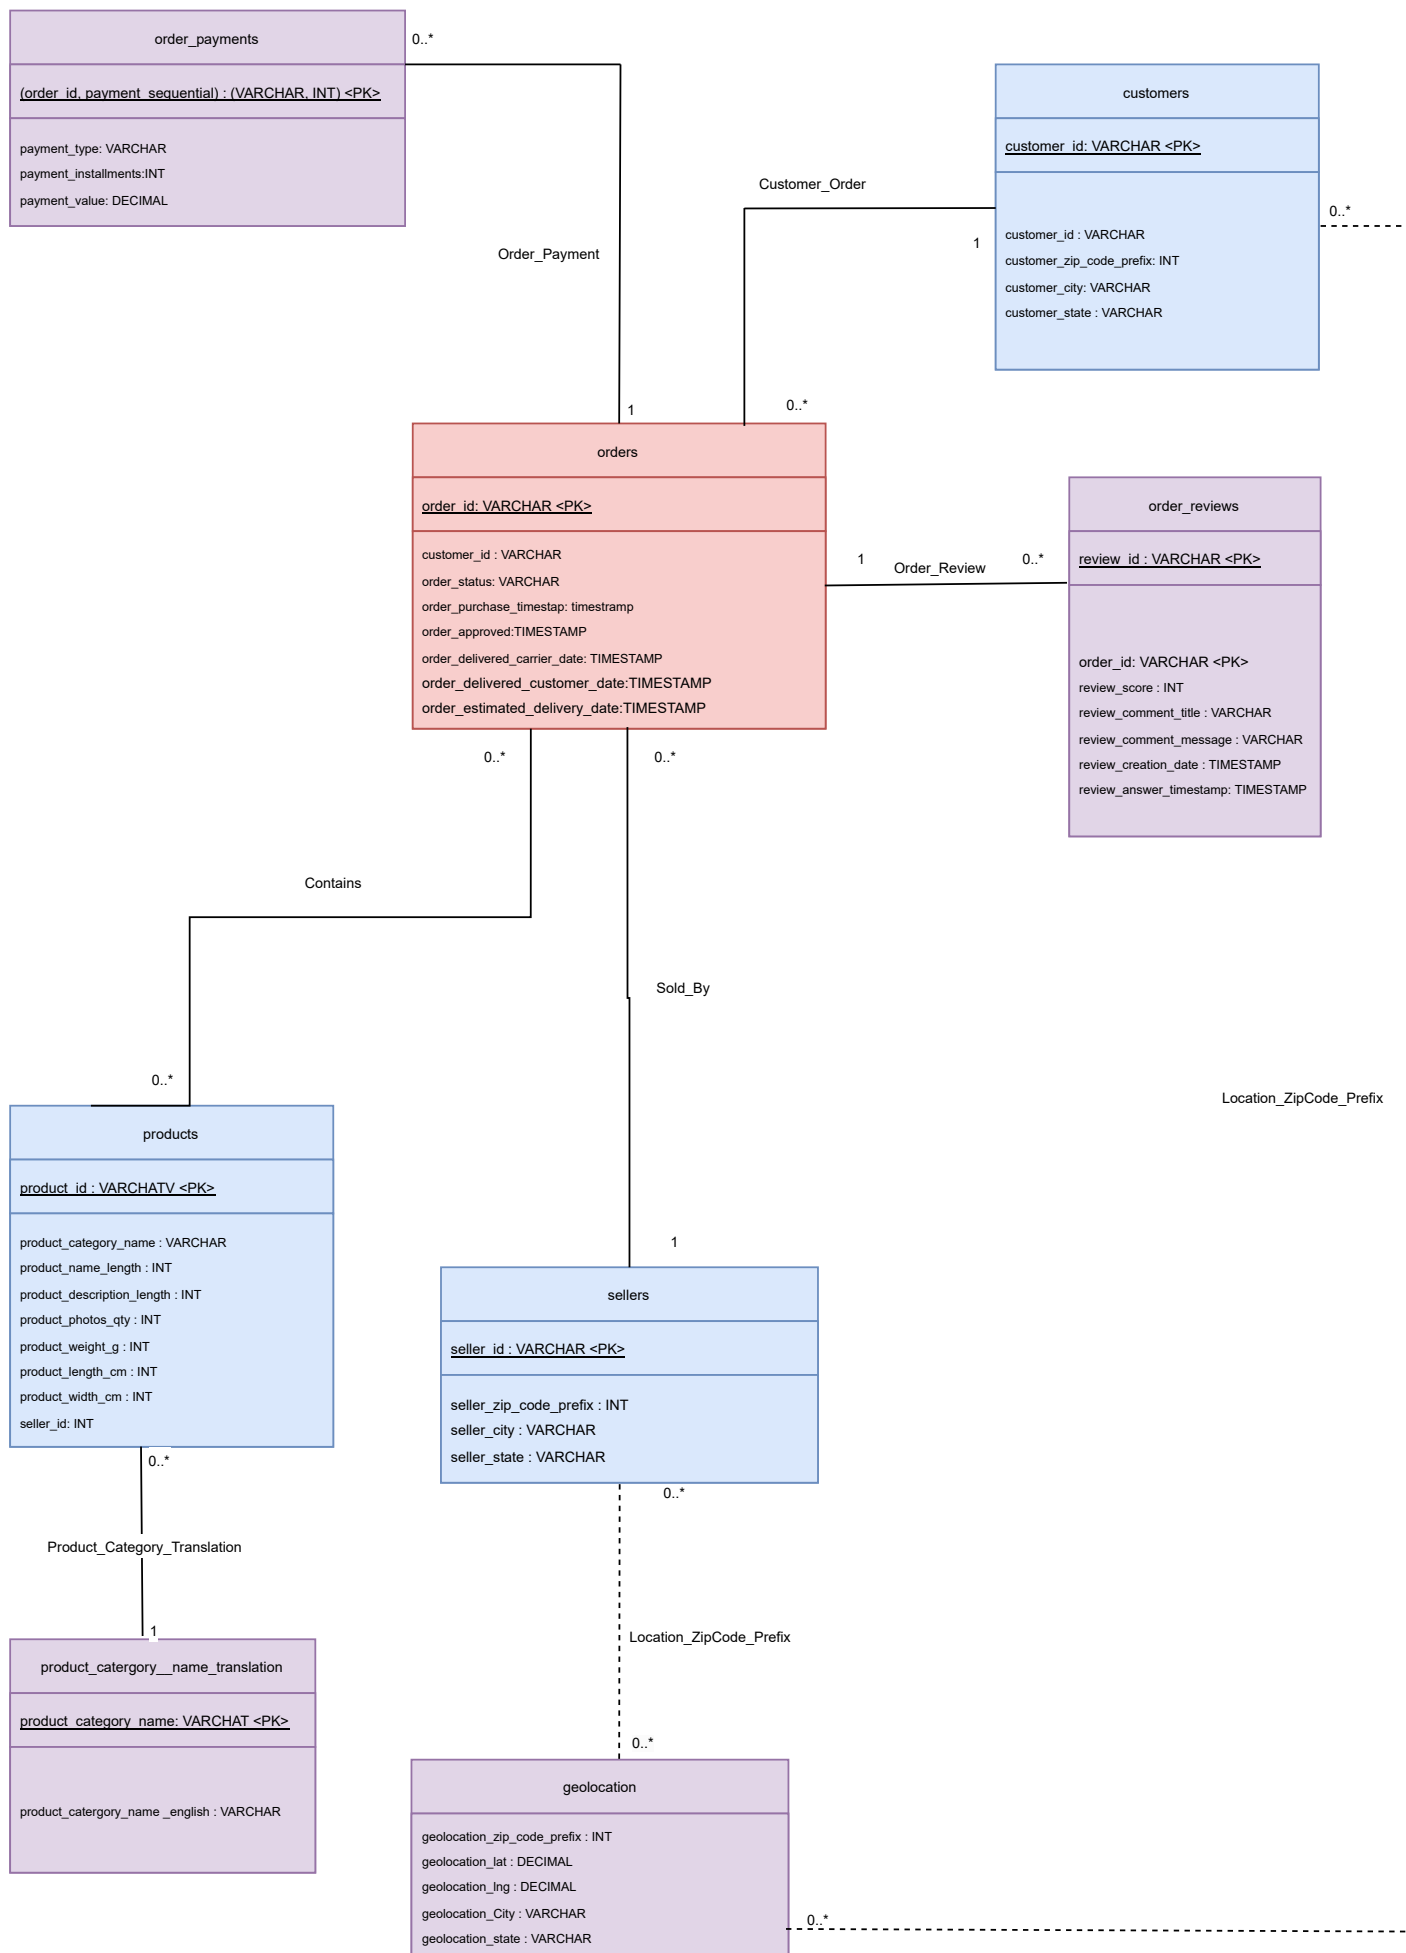 order_payments
0..*
(order_id, payment_sequential) : (VARCHAR, INT) <PK>
payment_type: VARCHAR
payment_installments:INT
payment_value: DECIMAL
customers
customer_id: VARCHAR <PK>
customer_id : VARCHAR
customer_zip_code_prefix: INT
customer_city: VARCHAR
customer_state : VARCHAR
0..*
Customer_Order
1
Order_Payment
1
0..*
orders
order_id: VARCHAR <PK>
customer_id : VARCHAR
order_status: VARCHAR
order_purchase_timestap: timestramp
order_approved:TIMESTAMP
order_delivered_carrier_date: TIMESTAMP
order_delivered_customer_date:TIMESTAMP
order_estimated_delivery_date:TIMESTAMP
1
Order_Review
0..*
order_reviews
review_id : VARCHAR <PK>
order_id: VARCHAR <PK>
review_score : INT
review_comment_title : VARCHAR
review_comment_message : VARCHAR
review_creation_date : TIMESTAMP
review_answer_timestamp: TIMESTAMP
0..*
0..*
Contains
Sold_By
0..*
Location_ZipCode_Prefix
products
product_id : VARCHATV <PK>
product_category_name : VARCHAR
product_name_length : INT
product_description_length : INT
product_photos_qty : INT
product_weight_g : INT
product_length_cm : INT
product_width_cm : INT
seller_id: INT
1
sellers
seller_id : VARCHAR <PK>
seller_zip_code_prefix : INT
seller_city : VARCHAR
seller_state : VARCHAR
0..*
0..*
Product_Category_Translation
1
Location_ZipCode_Prefix
product_catergory__name_translation
product_category_name: VARCHAT <PK>
product_catergory_name _english : VARCHAR
0..*
geolocation
geolocation_zip_code_prefix : INT
geolocation_lat : DECIMAL
geolocation_lng : DECIMAL
geolocation_City : VARCHAR
geolocation_state : VARCHAR
0..*